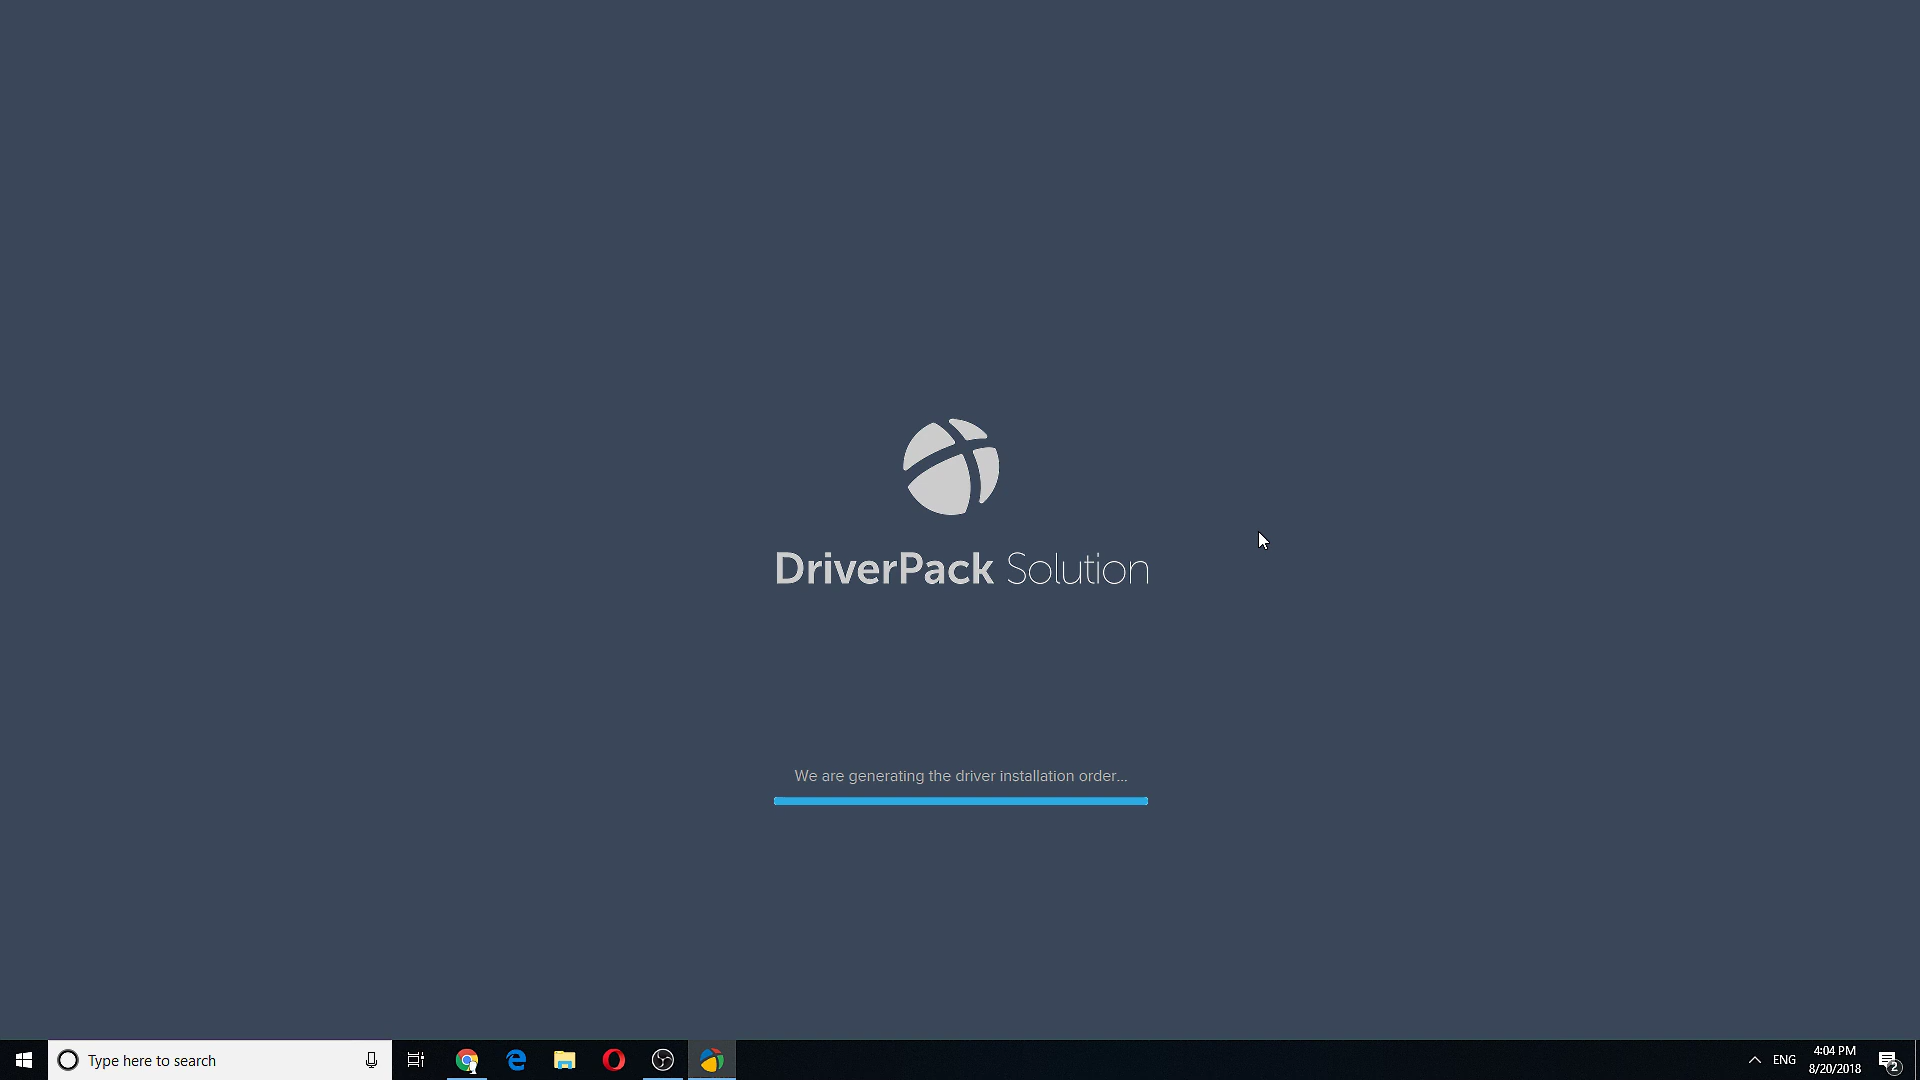 DriverPack Solution
We are generating the driver installation order...
Type here to search
ENG
4:04 PM
8/20/2018
2